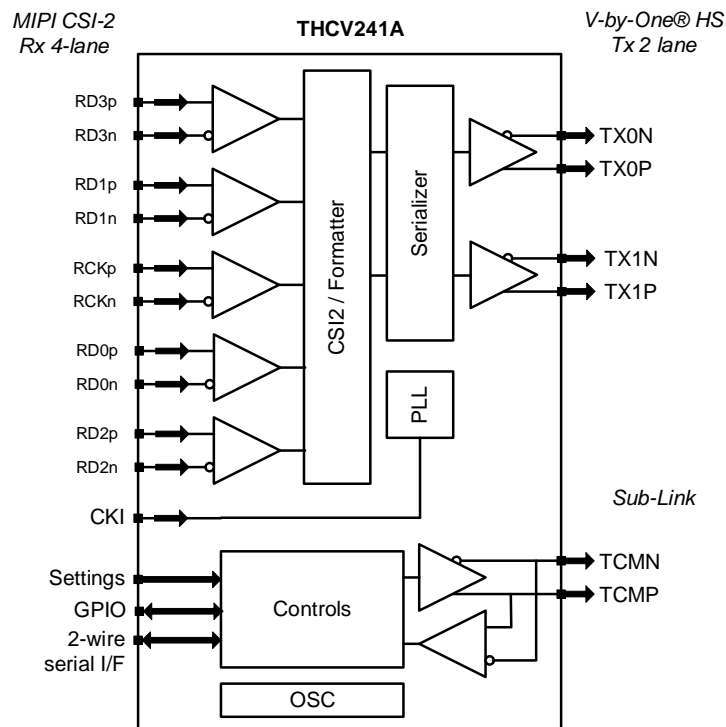 MIPI CSI-2
Rx 4-lane
THCV241A
V-by-One® HS
Tx 2 lane
RD3p
RD3n
RD1p
RD1n
RCKp
RCKn
RD0p
RD0n
RD2p
RD2n
CKI
Settings
GPIO
2-wire
serial I/F
CSI2 / Formatter
Serializer
PLL
Controls
OSC
TX0N
TX0P
TX1N
TX1P
Sub-Link
TCMN
TCMP